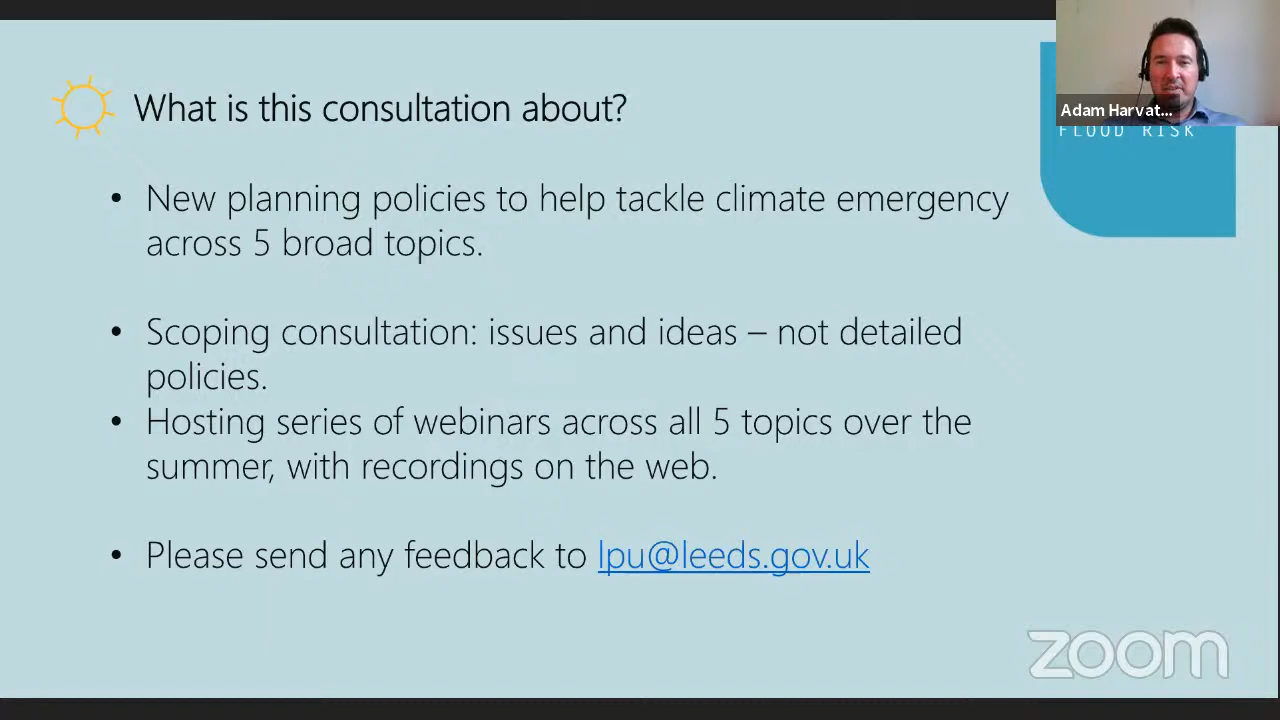 What is this consultation about?
Adam Harvat...
FLOOD RISK
• New planning policies to help tackle climate emergency
across 5 broad topics.
• Scoping consultation: issues and ideas – not detailed
policies.
• Hosting series of webinars across all 5 topics over the
summer, with recordings on the web.
• Please send any feedback to lpu@leeds.gov.uk
zoom